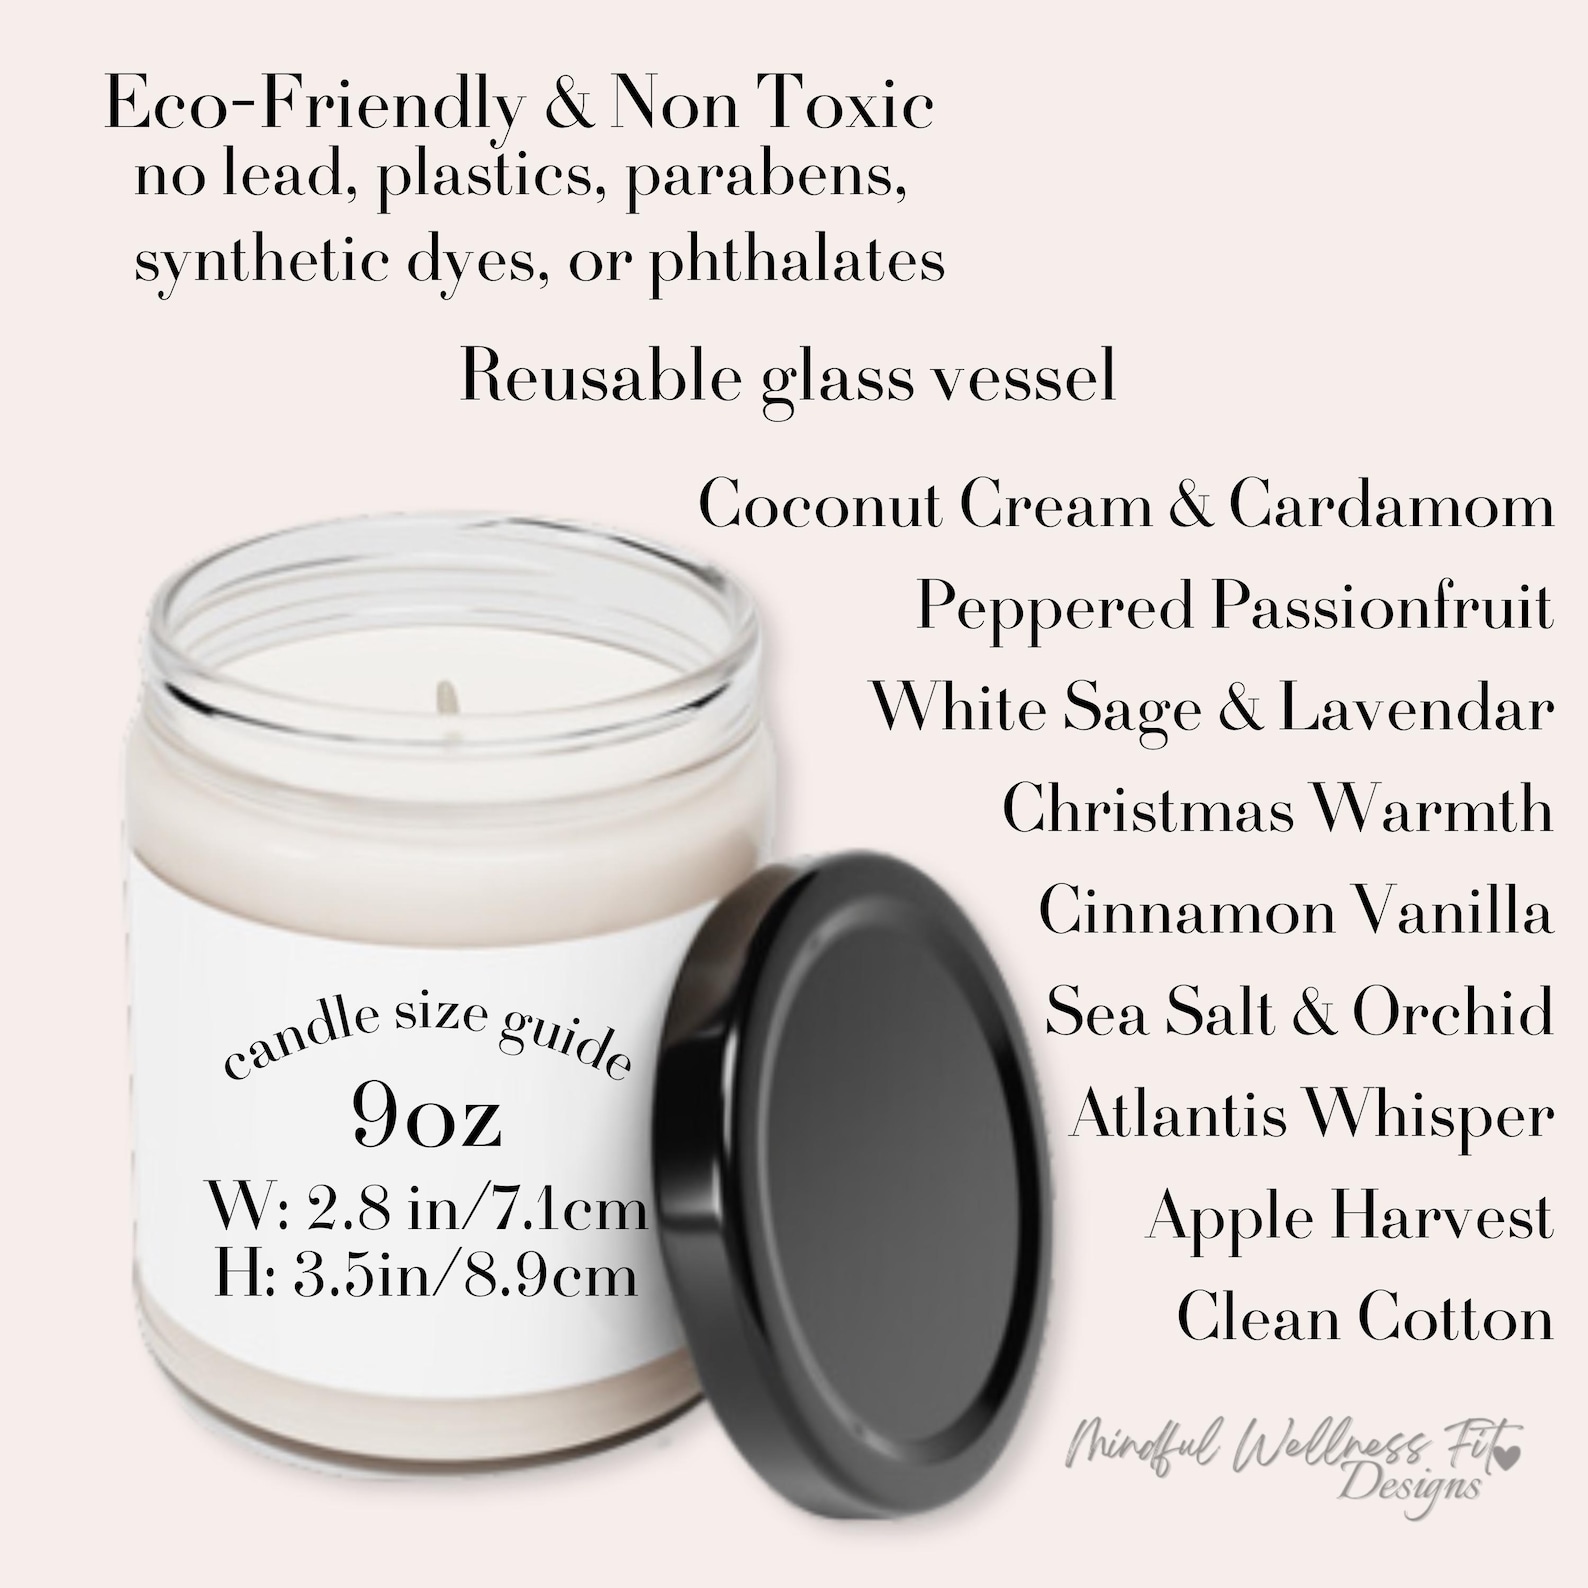 Eco-Friendly & Non Toxic
no lead, plastics, parabens,
synthetic dyes, or phthalates
Reusable glass vessel
Coconut Cream & Cardamom
Peppered Passionfruit
White Sage & Lavendar
Christmas Warmth
Cinnamon Vanilla
Sea Salt & Orchid
Atlantis Whisper
Apple Harvest
Clean Cotton
candle size guide
9oz
W: 2.8 in/7.1cm
H: 3.5in/8.9cm
Mindful Wellness Fit
Designs